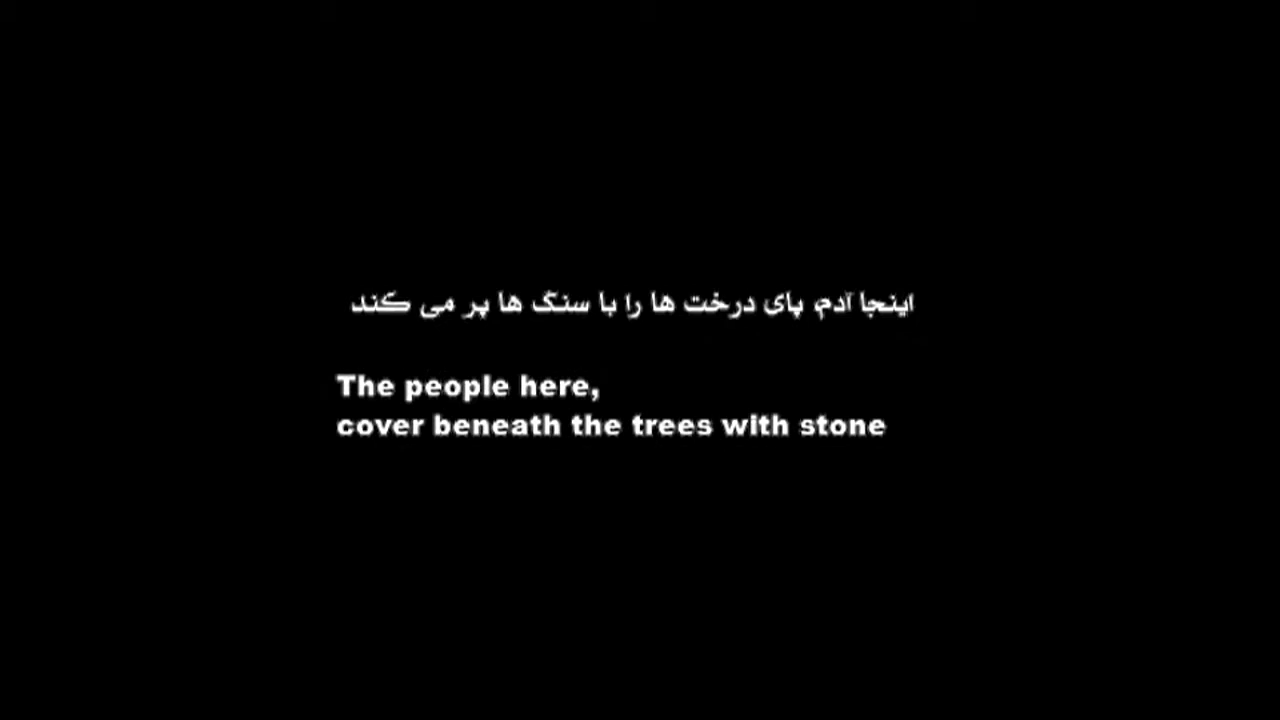 اینجا آدم پای درخت ها را با سنگ ها پر می کند
The people here,
cover beneath the trees with stone